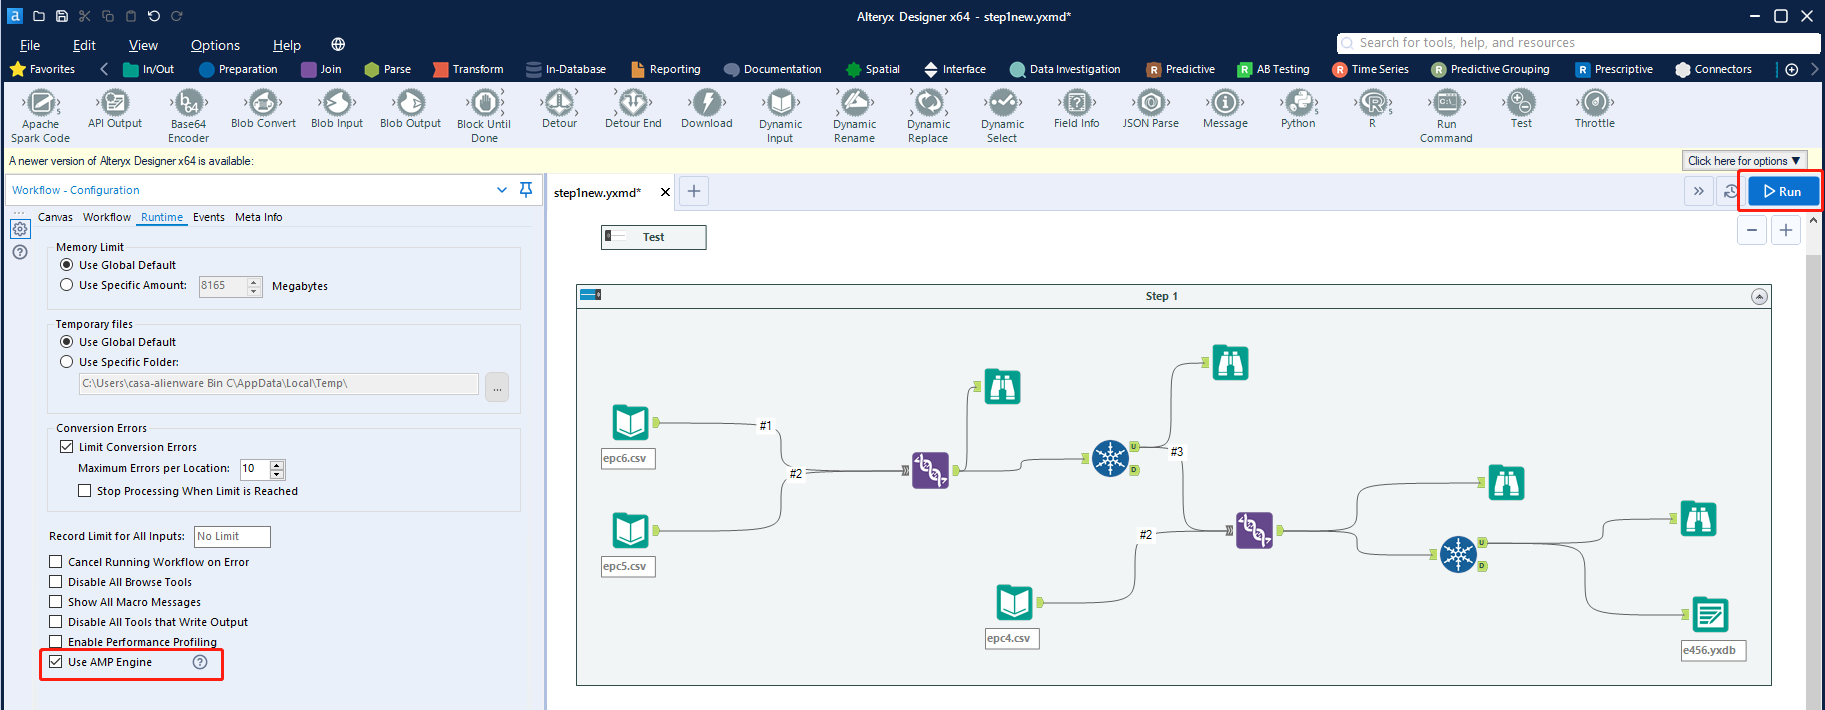 Alteryx Designer x64 - step1new.yxmd*
File Edit View Options Help
Search for tools, help, and resources
Favorites In/Out Preparation Join Parse Transform In-Database Reporting Documentation Spatial Interface Data Investigation Predictive AB Testing Time Series Predictive Grouping Prescriptive Connectors
Apache Spark Code
API Output
Base64 Encoder
Blob Convert
Blob Input
Blob Output
Block Until Done
Detour
Detour End
Download
Dynamic Input
Dynamic Rename
Dynamic Replace
Dynamic Select
Field Info
JSON Parse
Message
Python
R
Run Command
Test
Throttle
A newer version of Alteryx Designer x64 is available:
Click here for options ▼
Workflow - Configuration
Canvas Workflow Runtime Events Meta Info
Memory Limit
Use Global Default
Use Specific Amount: 8165 Megabytes
Temporary files
Use Global Default
Use Specific Folder:
C:\Users\casa-alienware Bin C\AppData\Local\Temp\
...
Conversion Errors
Limit Conversion Errors
Maximum Errors per Location: 10
Stop Processing When Limit is Reached
Record Limit for All Inputs: No Limit
Cancel Running Workflow on Error
Disable All Browse Tools
Show All Macro Messages
Disable All Tools that Write Output
Enable Performance Profiling
Use AMP Engine
step1new.yxmd*
Run
Test
Step 1
#1
epc6.csv
#2
epc5.csv
U
D
#3
#2
epc4.csv
U
D
e456.yxdb